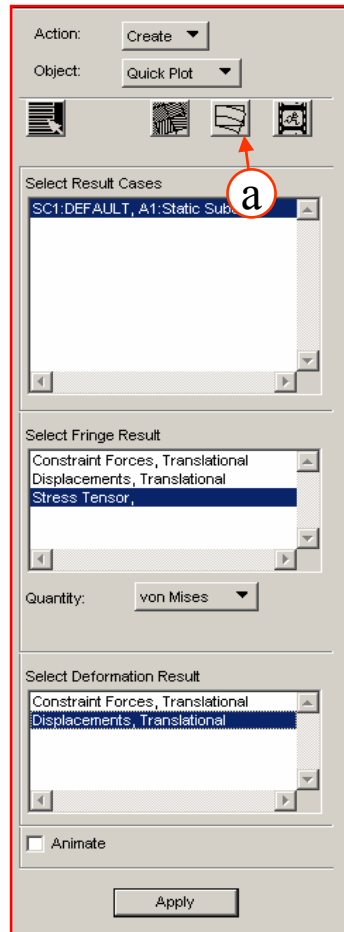 Action: Create
Object: Quick Plot
a
Select Result Cases
SC1:DEFAULT, A1:Static Sub
Select Fringe Result
Constraint Forces, Translational
Displacements, Translational
Stress Tensor,
Quantity: von Mises
Select Deformation Result
Constraint Forces, Translational
Displacements, Translational
Animate
Apply